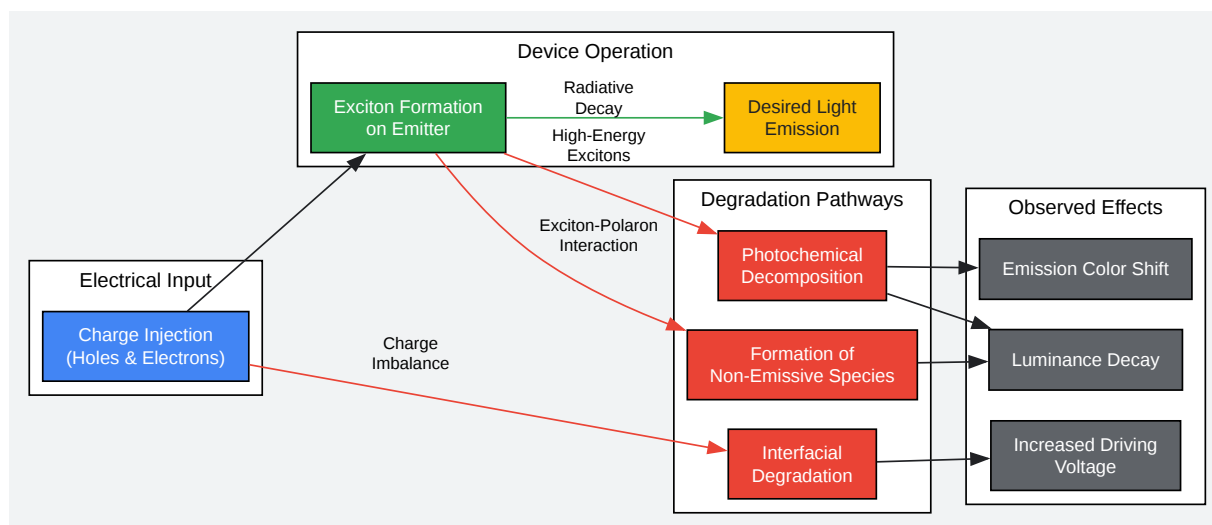 Device Operation
Exciton Formation
on Emitter
Radiative
Decay
High-Energy
Excitons
Desired Light
Emission
Electrical Input
Charge Injection
(Holes & Electrons)
Exciton-Polaron
Interaction
Charge
Imbalance
Degradation Pathways
Photochemical
Decomposition
Formation of
Non-Emissive Species
Interfacial
Degradation
Observed Effects
Emission Color Shift
Luminance Decay
Increased Driving
Voltage